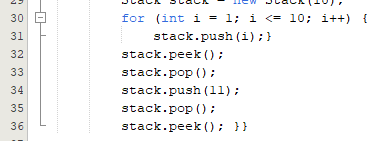 29 Stack stack = new Stack(10);
30 for (int i = 1; i <= 10; i++) {
31 stack.push(i);}
32 stack.peek();
33 stack.pop();
34 stack.push(11);
35 stack.pop();
36 stack.peek(); }}